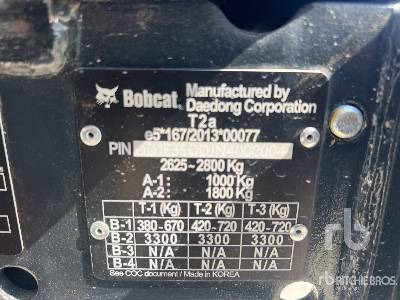 Bobcat. Manufactured by
Daedong Corporation
T2a
e5*167/2013*00077
PIN
2625~2800 Kg
A-1 : 1000 Kg
A-2 : 1800 Kg
T-1 (Kg) T-2 (Kg) T-3 (Kg)
B-1 380~670 420~720 420~720
B-2 3300 3300 3300
B-3 N/A N/A N/A
B-4 N/A N/A N/A
See COC document / Made in KOREA
rb
RITCHIE BROS.